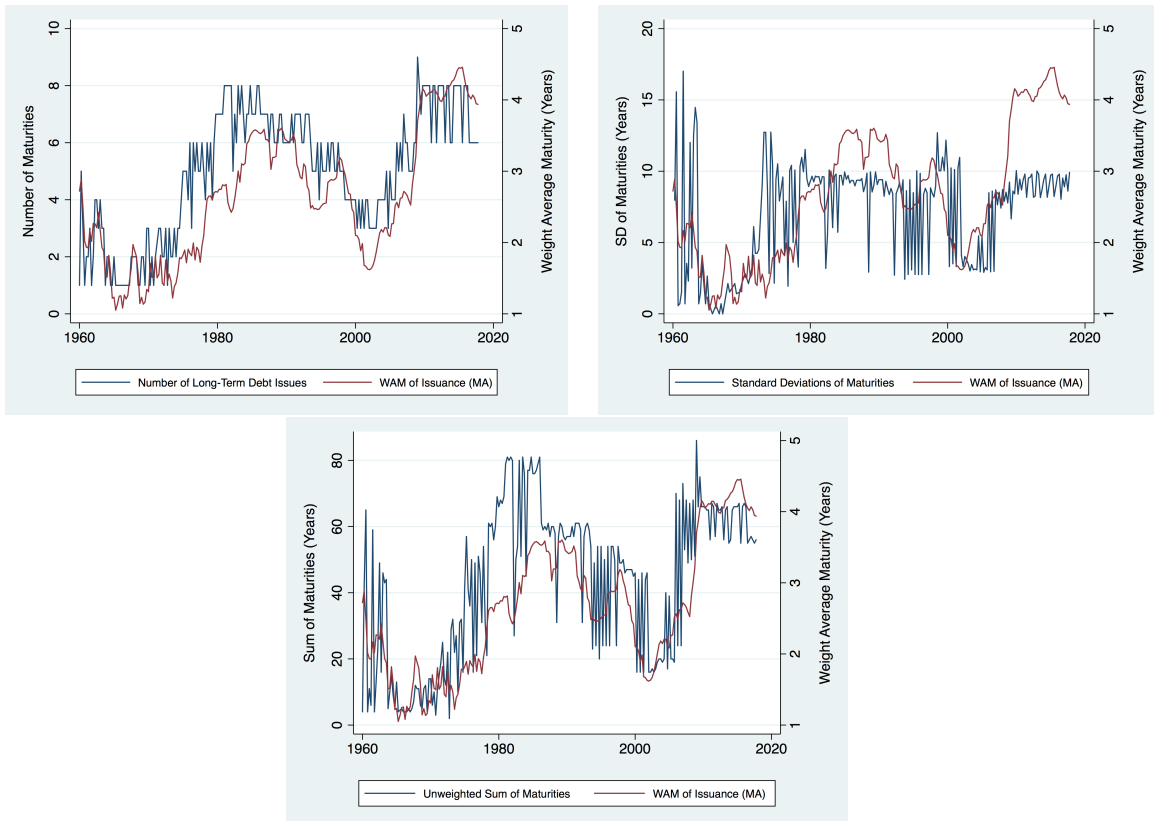 10
8
6
4
2
0
Number of Maturities
5
4
3
2
1
Weight Average Maturity (Years)
1960 1980 2000 2020
Number of Long-Term Debt Issues WAM of Issuance (MA)
20
15
10
5
0
SD of Maturities (Years)
5
4
3
2
1
Weight Average Maturity (Years)
1960 1980 2000 2020
Standard Deviations of Maturities WAM of Issuance (MA)
80
60
40
20
0
Sum of Maturities (Years)
5
4
3
2
1
Weight Average Maturity (Years)
1960 1980 2000 2020
Unweighted Sum of Maturities WAM of Issuance (MA)